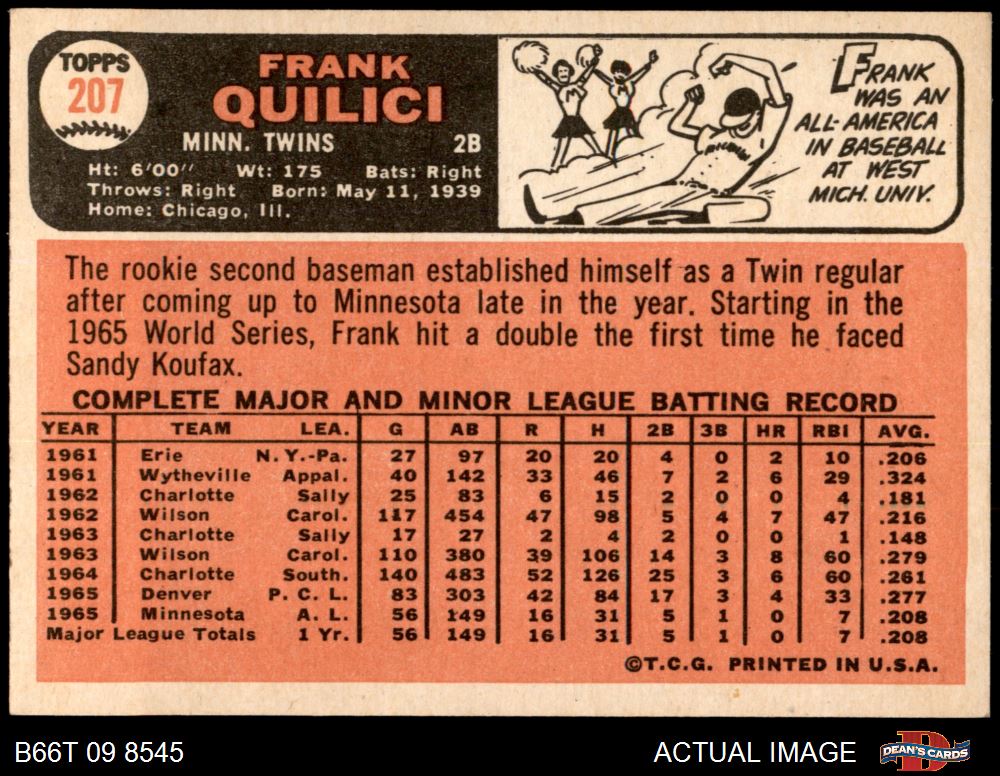 TOPPS
207
FRANK
QUILICI
MINN. TWINS 2B
Ht: 6'00" Wt: 175 Bats: Right
Throws: Right Born: May 11, 1939
Home: Chicago, Ill.
FRANK
WAS AN
ALL-AMERICA
IN BASEBALL
AT WEST
MICH. UNIV.
The rookie second baseman established himself as a Twin regular
after coming up to Minnesota late in the year. Starting in the
1965 World Series, Frank hit a double the first time he faced
Sandy Koufax.
COMPLETE MAJOR AND MINOR LEAGUE BATTING RECORD
YEAR TEAM LEA. G AB R H 2B 3B HR RBI AVG.
1961 Erie N.Y.-Pa. 27 97 20 20 4 0 2 10 .206
1961 Wytheville Appal. 40 142 33 46 7 2 6 29 .324
1962 Charlotte Sally 25 83 6 15 2 0 0 4 .181
1962 Wilson Carol. 117 454 47 98 5 4 7 47 .216
1963 Charlotte Sally 17 27 2 4 2 0 0 1 .148
1963 Wilson Carol. 110 380 39 106 14 3 8 60 .279
1964 Charlotte South. 140 483 52 126 25 3 6 60 .261
1965 Denver P.C.L. 83 303 42 84 17 3 4 33 .277
1965 Minnesota A.L. 56 149 16 31 5 1 0 7 .208
Major League Totals 1 Yr. 56 149 16 31 5 1 0 7 .208
©T.C.G. PRINTED IN U.S.A.
B66T 09 8545 ACTUAL IMAGE DEAN'S CARDS